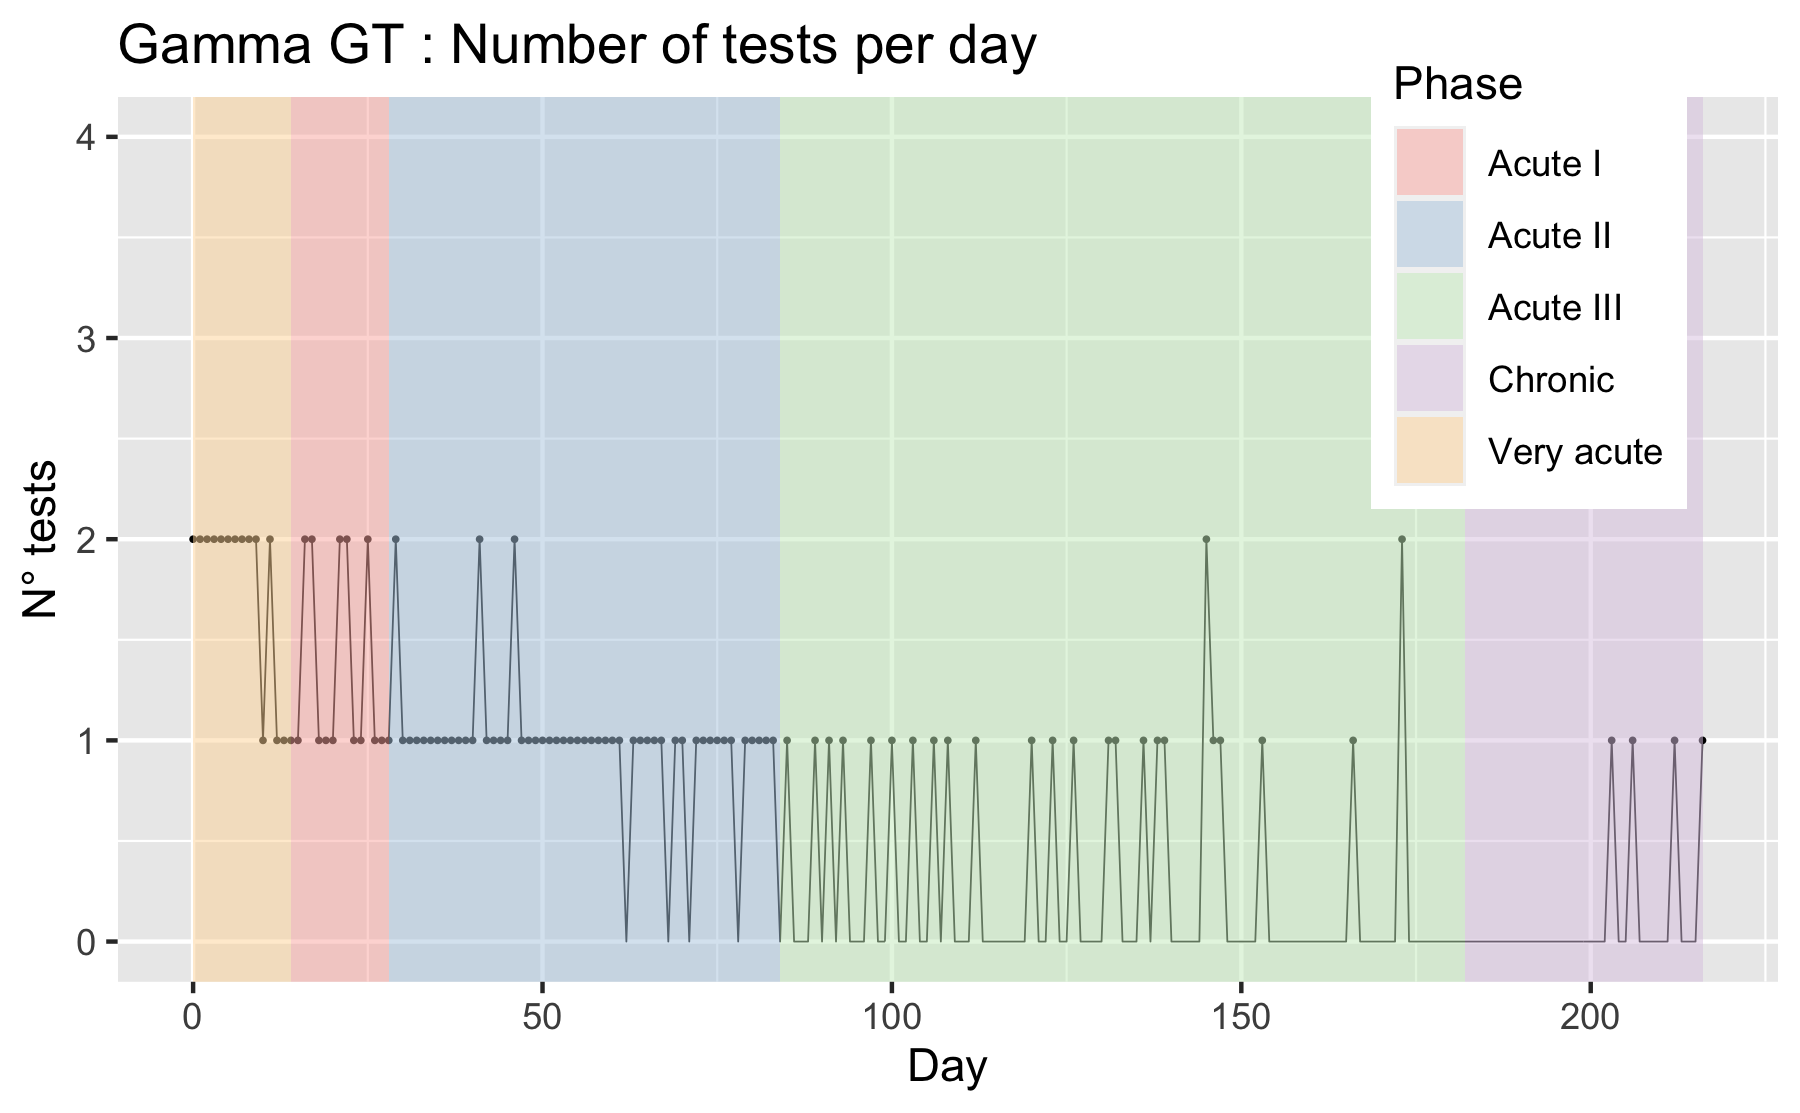 Gamma GT : Number of tests per day
Phase
Acute I
Acute II
Acute III
Chronic
Very acute
N° tests
4
3
2
1
0
0 50 100 150 200
Day